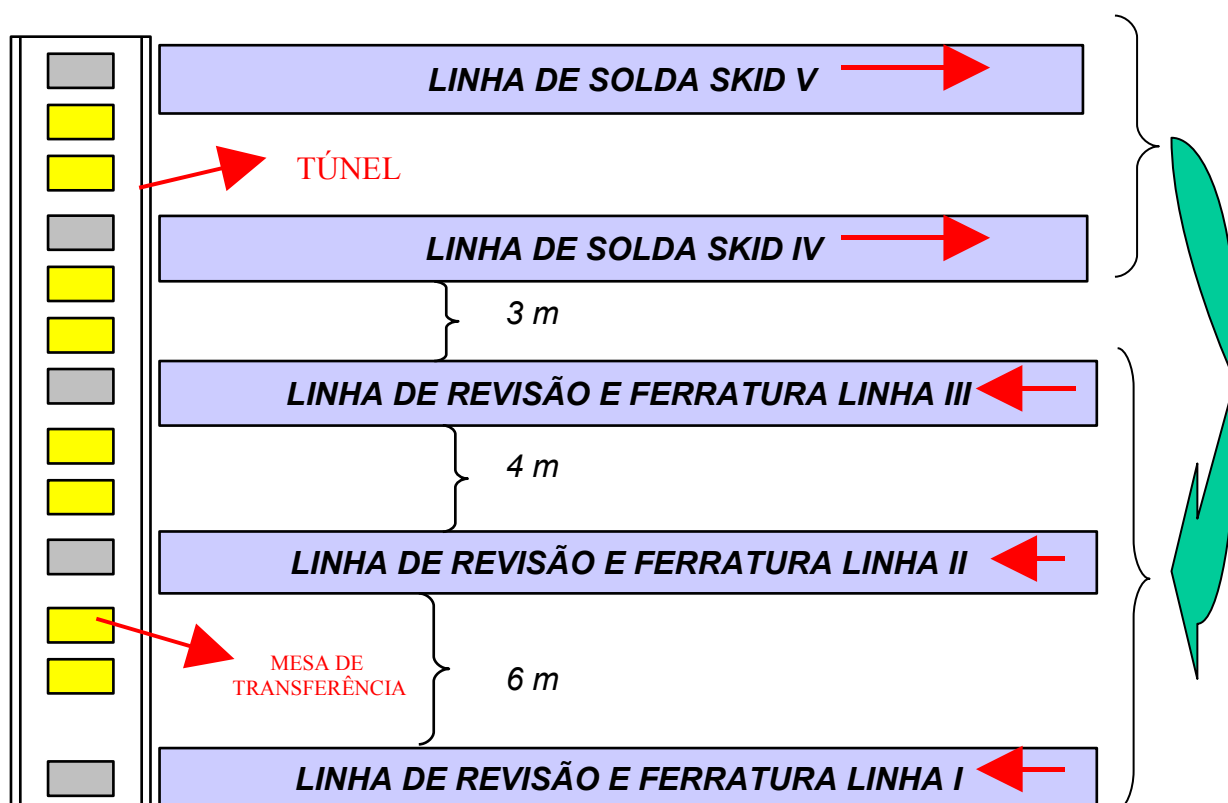 LINHA DE SOLDA SKID V
TÚNEL
LINHA DE SOLDA SKID IV
3 m
LINHA DE REVISÃO E FERRATURA LINHA III
4 m
LINHA DE REVISÃO E FERRATURA LINHA II
MESA DE
TRANSFERÊNCIA
6 m
LINHA DE REVISÃO E FERRATURA LINHA I